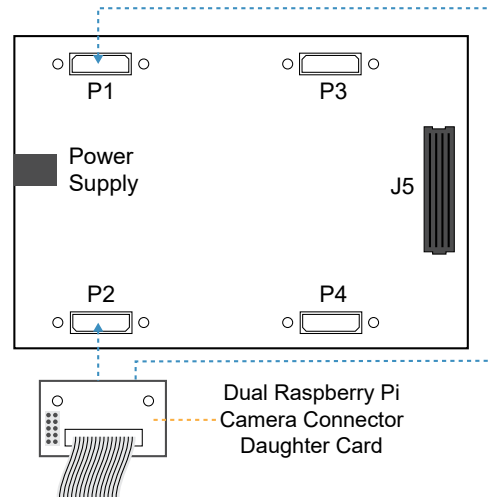 P1
P3
Power
Supply
J5
P2
P4
Dual Raspberry Pi
Camera Connector
Daughter Card